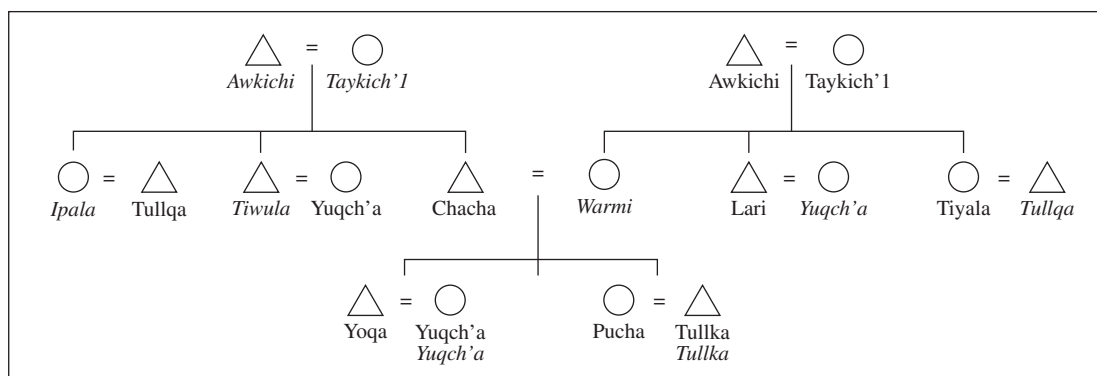 = =
Awkichi Taykich'1 Awkichi Taykich'1
= = = = =
Ipala Tullqa Tiwula Yuqch'a Chacha Warmi Lari Yuqch'a Tiyala Tullqa
= =
Yoqa Yuqch'a Pucha Tullka
Yuqch'a Tullka